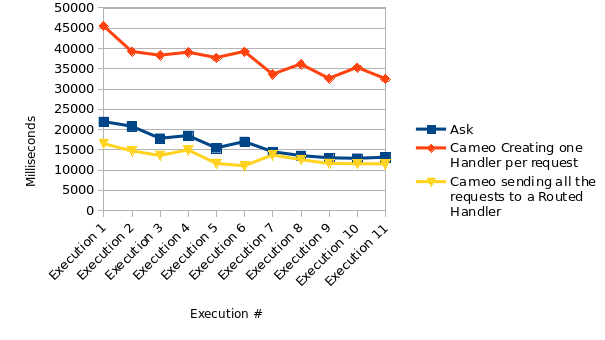 50000
45000
40000
35000
30000
25000
20000
15000
10000
5000
0
Milliseconds
Execution 1
Execution 2
Execution 3
Execution 4
Execution 5
Execution 6
Execution 7
Execution 8
Execution 9
Execution 10
Execution 11
Execution #
Ask
Cameo Creating one
Handler per request
Cameo sending all the
requests to a Routed
Handler